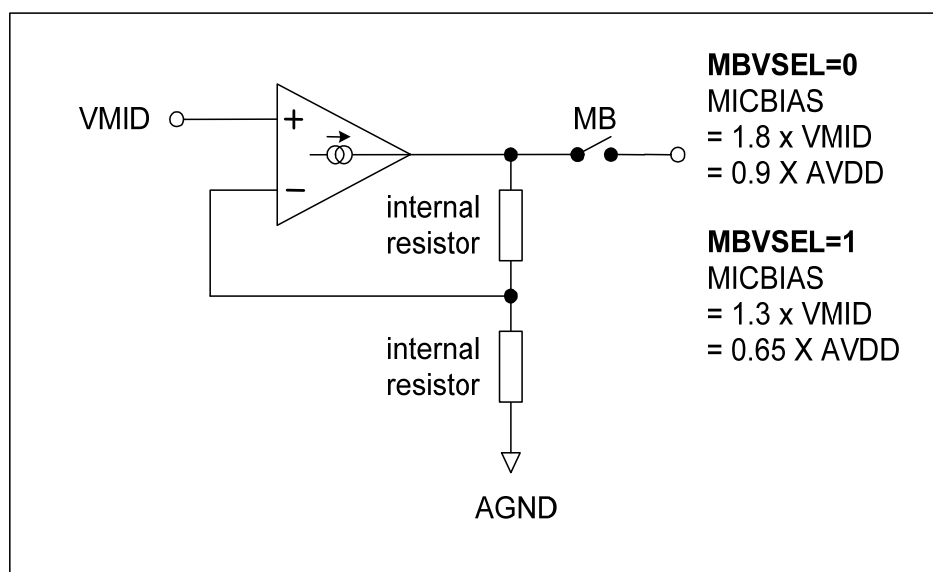 VMID
+
−
MB
internal
resistor
internal
resistor
AGND
MBVSEL=0
MICBIAS
= 1.8 x VMID
= 0.9 X AVDD
MBVSEL=1
MICBIAS
= 1.3 x VMID
= 0.65 X AVDD